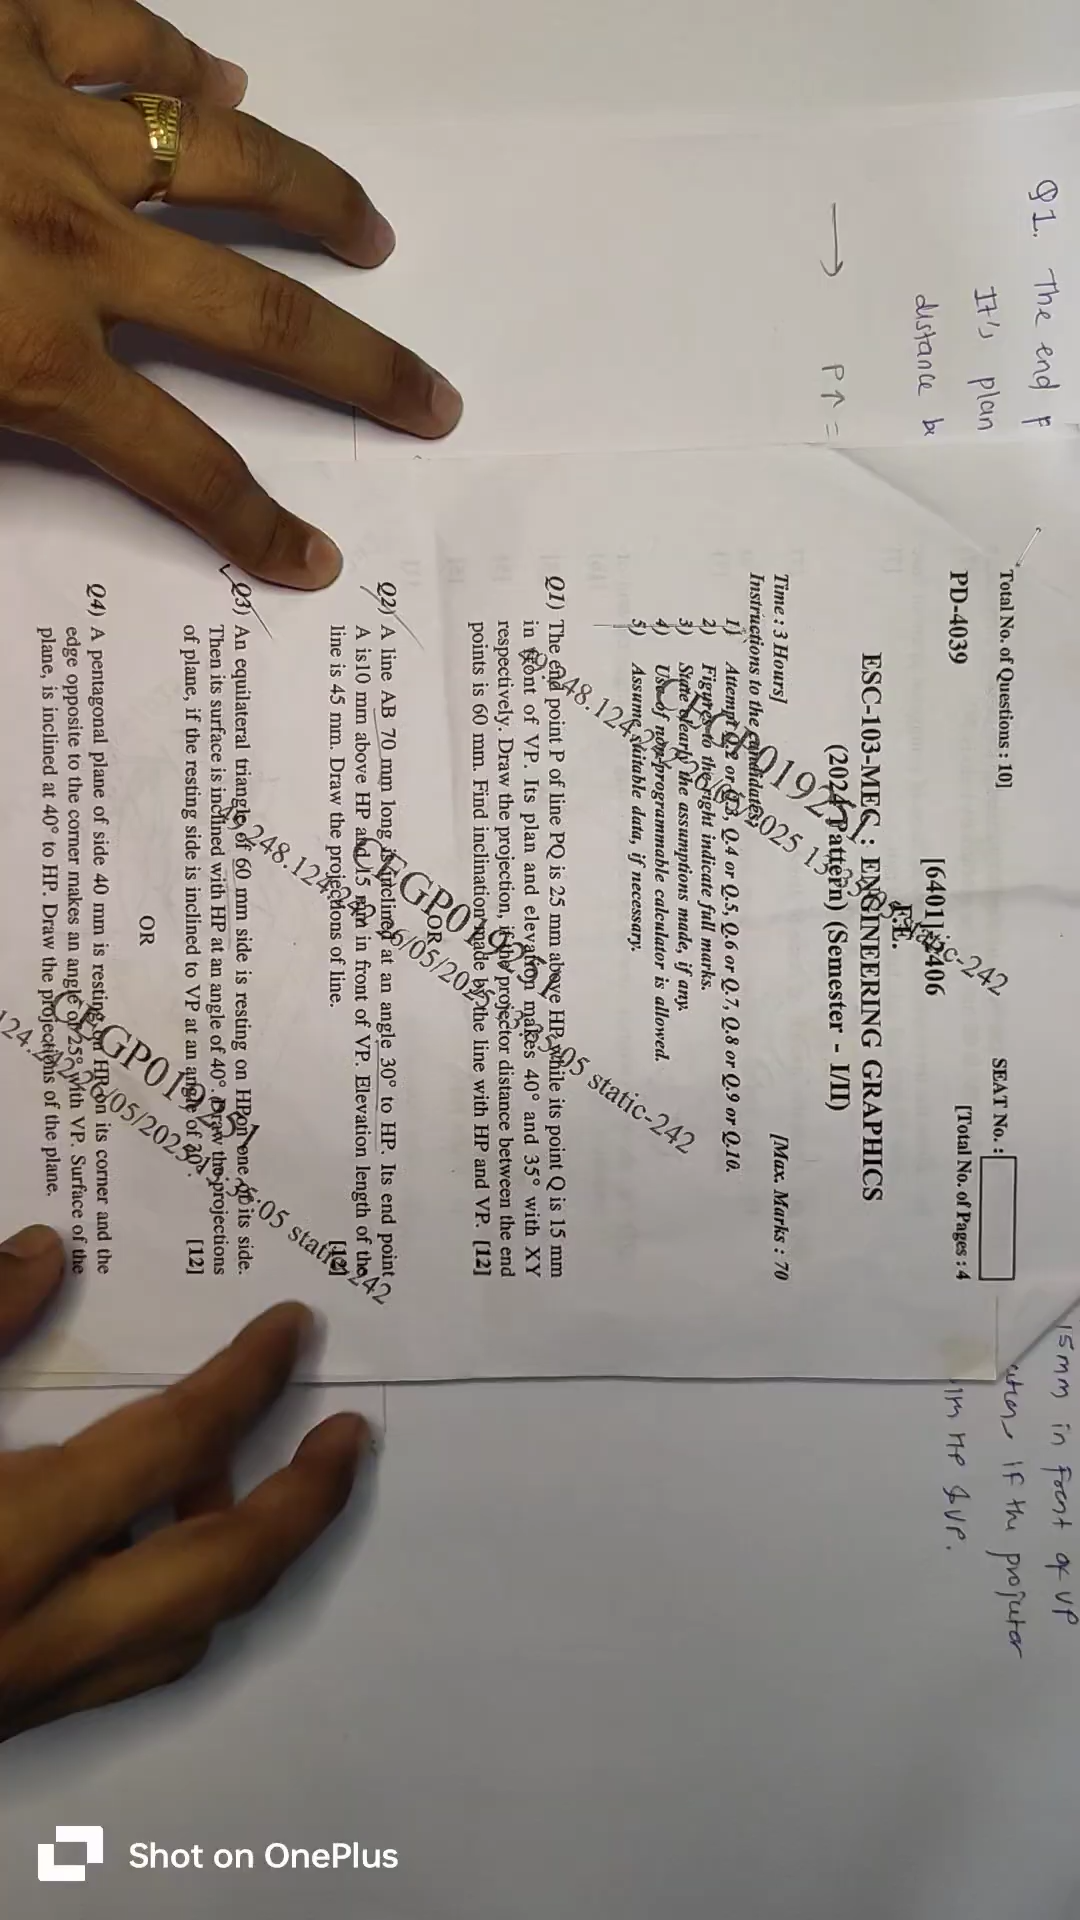 Q1. The end P
It's plan
distance be
→ Pr =
15 mm in front of VP
if the projector
HP & VP.
Total No. of Questions : 10]
SEAT No. :
PD-4039
[Total No. of Pages : 4
[6401]-2406
F.E.
ESC-103-MEC : ENGINEERING GRAPHICS
(2024 Pattern) (Semester - I/II)
Time : 3 Hours]
[Max. Marks : 70
Instructions to the candidates:
1) Attempt Q.2 or Q.3, Q.4 or Q.5, Q.6 or Q.7, Q.8 or Q.9 or Q.10.
2) Figures to the right indicate full marks.
3) State clearly the assumptions made, if any.
4) Use of non-programmable calculator is allowed.
5) Assume suitable data, if necessary.
Q1) The end point P of line PQ is 25 mm above HP, while its point Q is 15 mm
in front of VP. Its plan and elevation makes 40° and 35° with XY
respectively. Draw the projection, if the projector distance between the end
points is 60 mm. Find inclination made by the line with HP and VP. [12]
OR
Q2) A line AB 70 mm long is inclined at an angle 30° to HP. Its end point
A is10 mm above HP and 15 mm in front of VP. Elevation length of the
line is 45 mm. Draw the projections of line. [12]
Q3) An equilateral triangle of 60 mm side is resting on HP on one of its side.
Then its surface is inclined with HP at an angle of 40°. Draw the projections
of plane, if the resting side is inclined to VP at an angle of 30°. [12]
OR
Q4) A pentagonal plane of side 40 mm is resting on HP on its corner and the
edge opposite to the corner makes an angle of 25° with VP. Surface of the
plane, is inclined at 40° to HP. Draw the projections of the plane.
CEGP019251
CEGP019251
CEGP019251
Shot on OnePlus